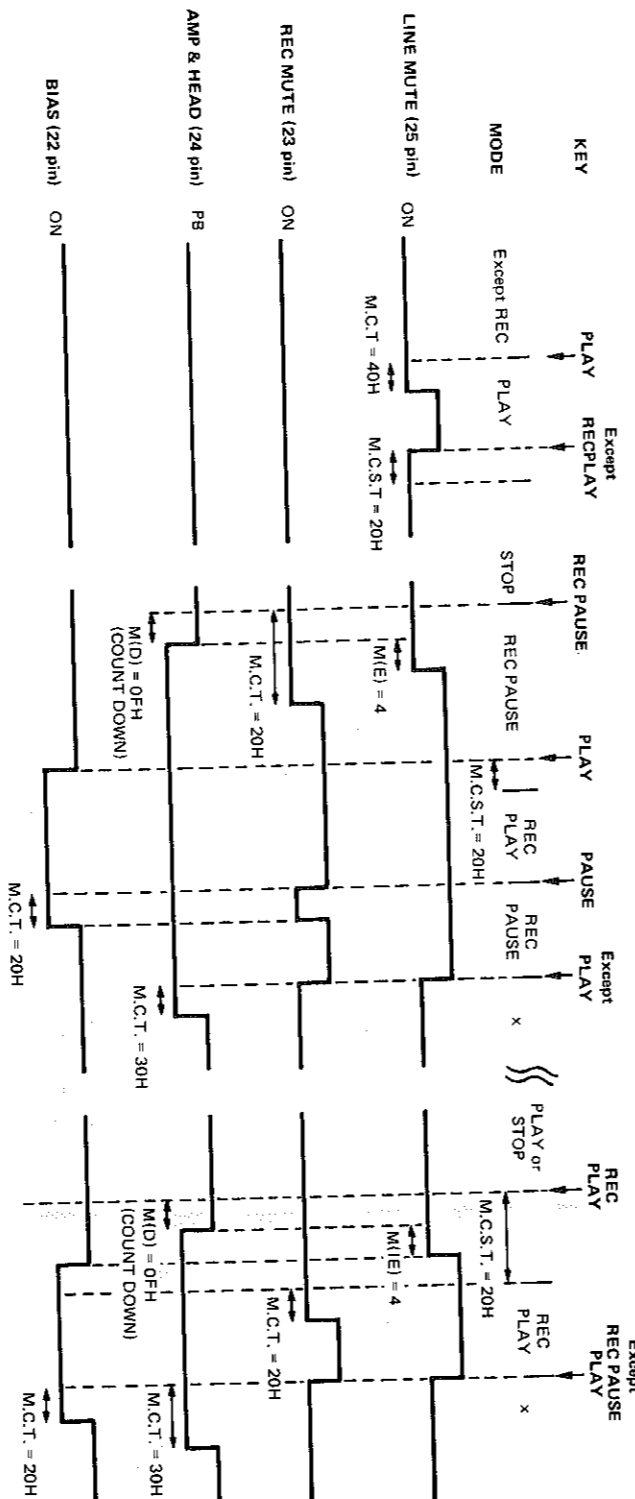 KEY
PLAY
Except
RECPLAY
REC PAUSE
PLAY
PAUSE
Except
PLAY
REC
PLAY
Except
REC PAUSE
PLAY
MODE
Except REC
PLAY
STOP
REC PAUSE
REC
PLAY
REC
PAUSE
x
PLAY or
STOP
REC
PLAY
x
M.C.S.T. = 20H
M.C.S.T. = 20H
LINE MUTE (25 pin)
ON
M.C.T = 40H
M.C.S.T = 20H
M(E) = 4
M(IE) = 4
REC MUTE (23 pin)
ON
M.C.T. = 20H
M.C.T. = 20H
AMP & HEAD (24 pin)
PB
M(D) = 0FH
(COUNT DOWN)
M.C.T. = 30H
M(D) = 0FH
(COUNT DOWN)
M.C.T. = 30H
BIAS (22 pin)
ON
M.C.T. = 20H
M.C.T. = 20H